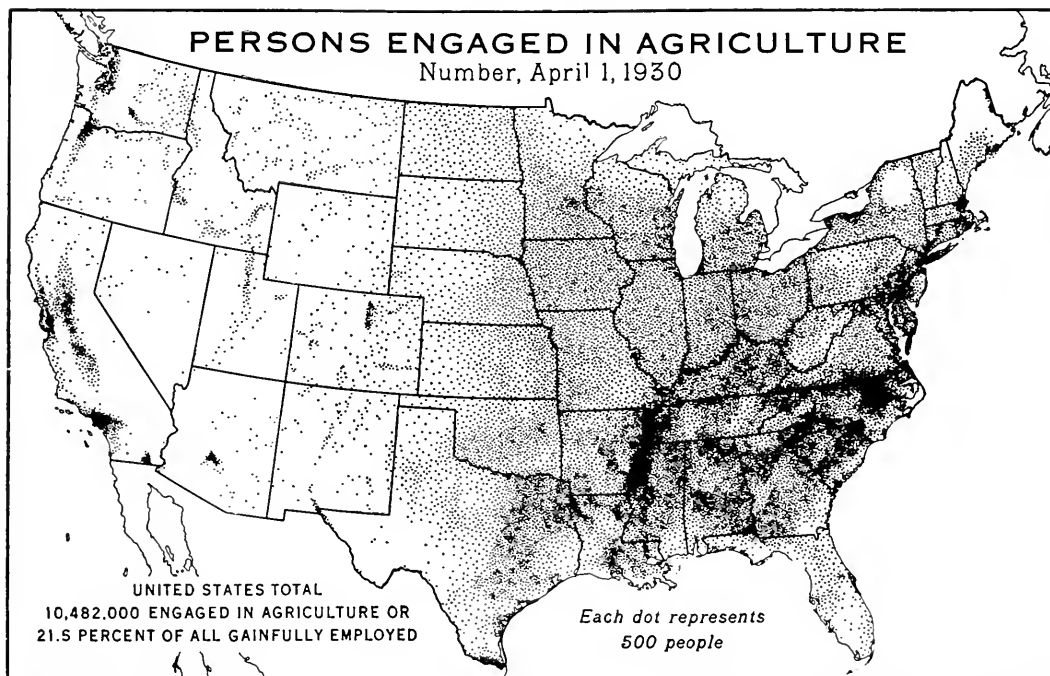 PERSONS ENGAGED IN AGRICULTURE
Number, April 1, 1930
UNITED STATES TOTAL
10,482,000 ENGAGED IN AGRICULTURE OR
21.5 PERCENT OF ALL GAINFULLY EMPLOYED
Each dot represents
500 people